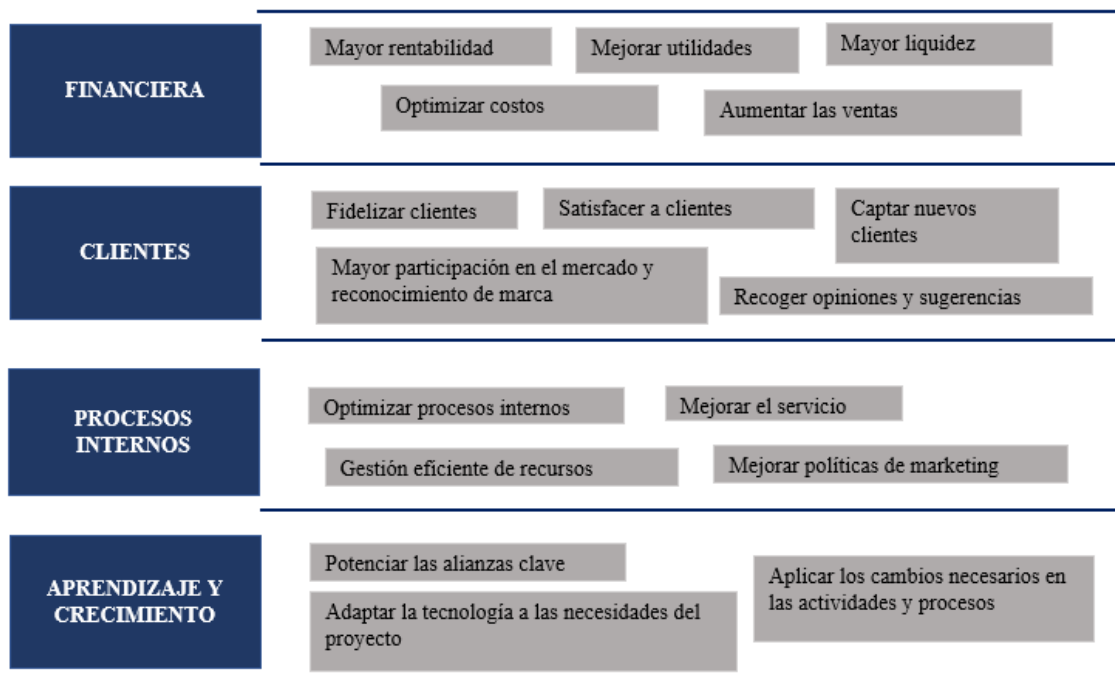 FINANCIERA
Mayor rentabilidad
Mejorar utilidades
Mayor liquidez
Optimizar costos
Aumentar las ventas
CLIENTES
Fidelizar clientes
Satisfacer a clientes
Captar nuevos
clientes
Mayor participación en el mercado y
reconocimiento de marca
Recoger opiniones y sugerencias
PROCESOS
INTERNOS
Optimizar procesos internos
Mejorar el servicio
Gestión eficiente de recursos
Mejorar políticas de marketing
APRENDIZAJE Y
CRECIMIENTO
Potenciar las alianzas clave
Aplicar los cambios necesarios en
las actividades y procesos
Adaptar la tecnología a las necesidades del
proyecto